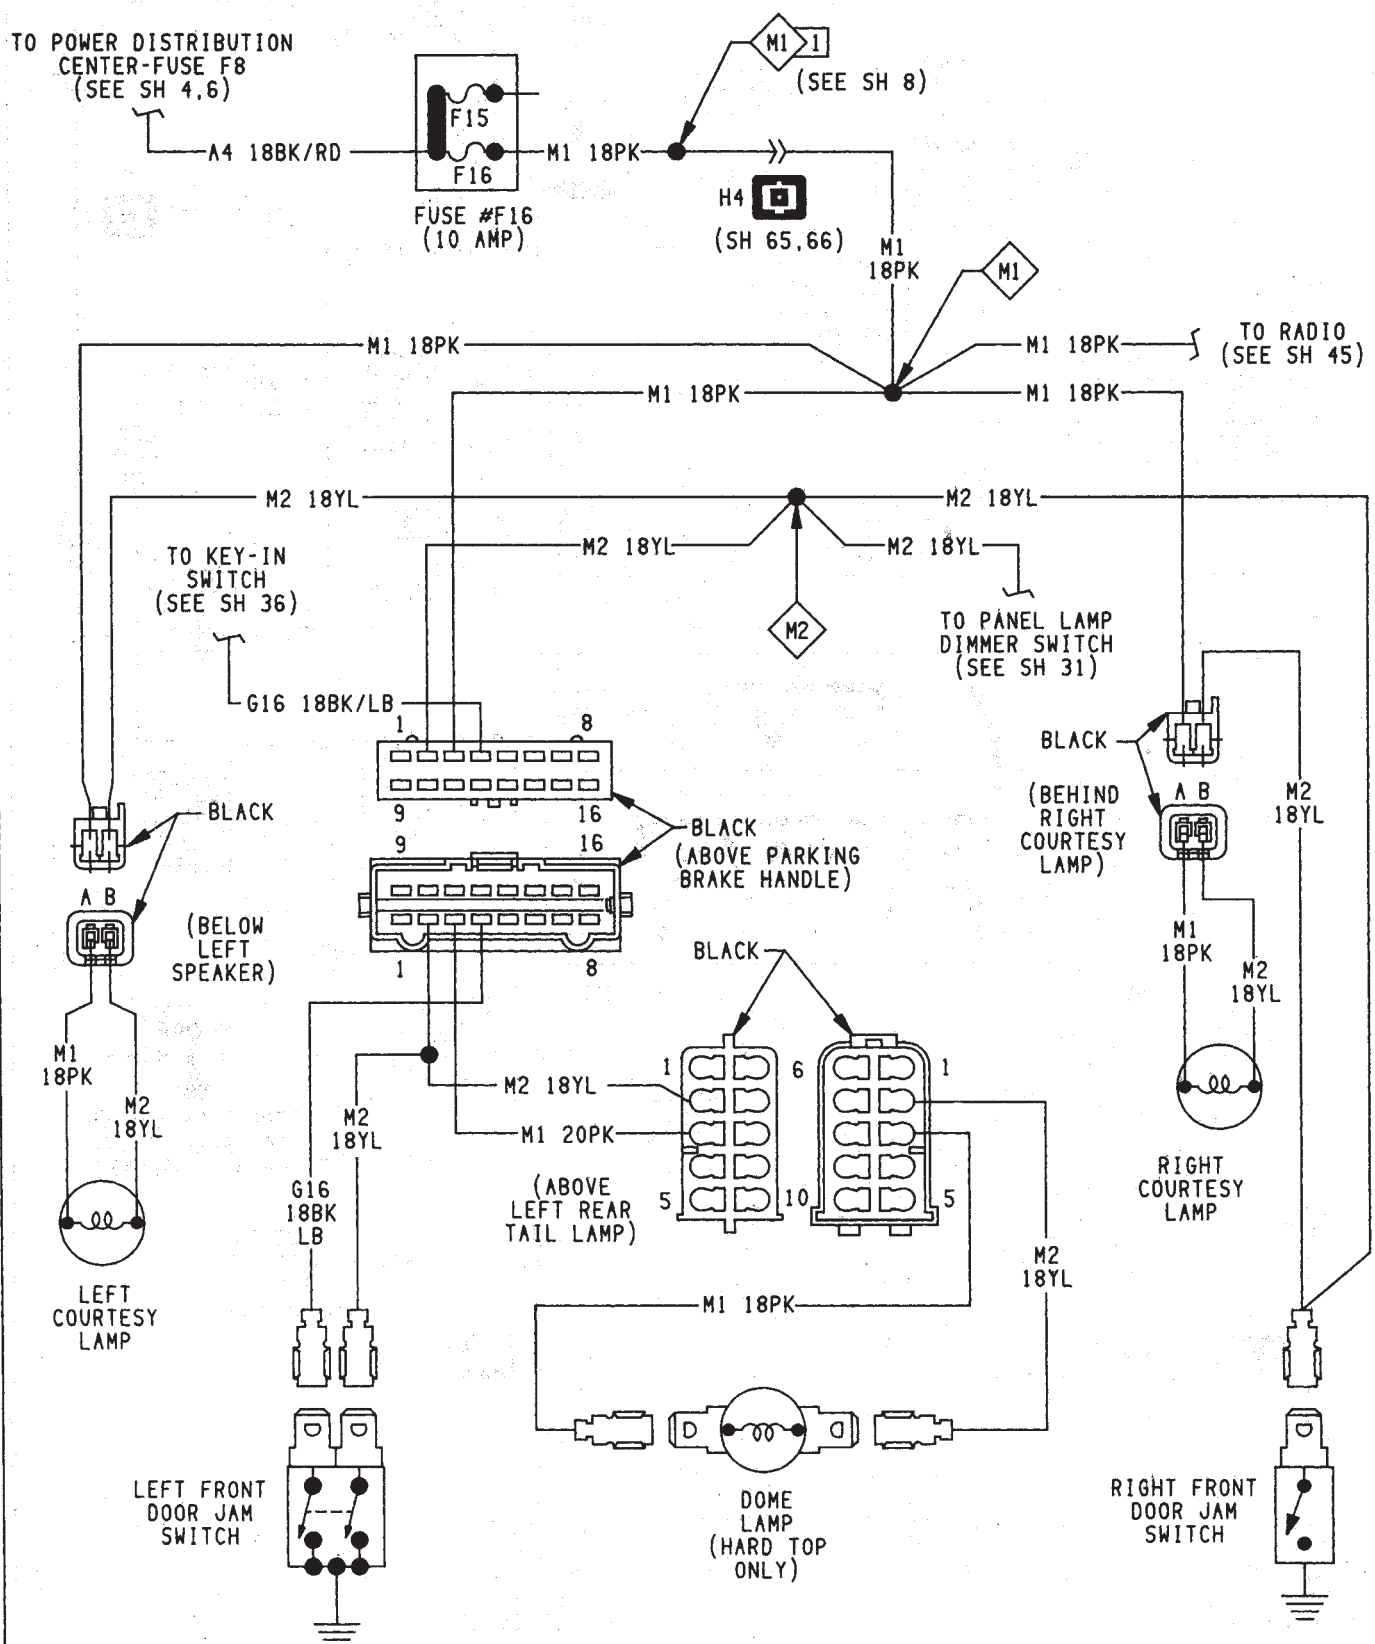 TO POWER DISTRIBUTION
CENTER-FUSE F8
(SEE SH 4,6)
A4 18BK/RD
F15
F16
FUSE #F16
(10 AMP)
M1 18PK
M1 1
(SEE SH 8)
H4
(SH 65,66)
M1
18PK
M1
M1 18PK
M1 18PK
TO RADIO
(SEE SH 45)
M1 18PK
M1 18PK
M2 18YL
M2 18YL
M2 18YL
M2 18YL
M2
TO KEY-IN
SWITCH
(SEE SH 36)
TO PANEL LAMP
DIMMER SWITCH
(SEE SH 31)
G16 18BK/LB
1 8
9 16
9 16
1 8
BLACK
(ABOVE PARKING
BRAKE HANDLE)
BLACK
A B
(BELOW
LEFT
SPEAKER)
BLACK
(BEHIND
RIGHT
COURTESY
LAMP)
A B
M2
18YL
M1
18PK
M2
18YL
BLACK
1 6 1
5 10 5
M1
18PK
M2
18YL
M2 18YL
M1 20PK
M2
18YL
G16
18BK
LB
(ABOVE
LEFT REAR
TAIL LAMP)
RIGHT
COURTESY
LAMP
M2
18YL
M1 18PK
LEFT
COURTESY
LAMP
LEFT FRONT
DOOR JAM
SWITCH
DOME
LAMP
(HARD TOP
ONLY)
RIGHT FRONT
DOOR JAM
SWITCH